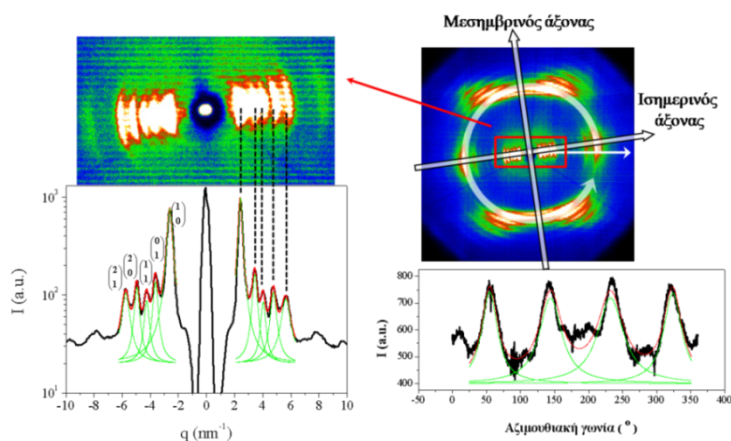 Μεσημβρινός άξονας
Ισημερινός
άξονας
10³
10²
10¹
I (a.u.)
(2 1)
(2 0)
(1 1)
(0 1)
(1 0)
-10 -8 -6 -4 -2 0 2 4 6 8 10
q (nm⁻¹)
800
700
600
500
400
I (a.u.)
0 50 100 150 200 250 300 350 400
Αζιμουθιακή γωνία (°)